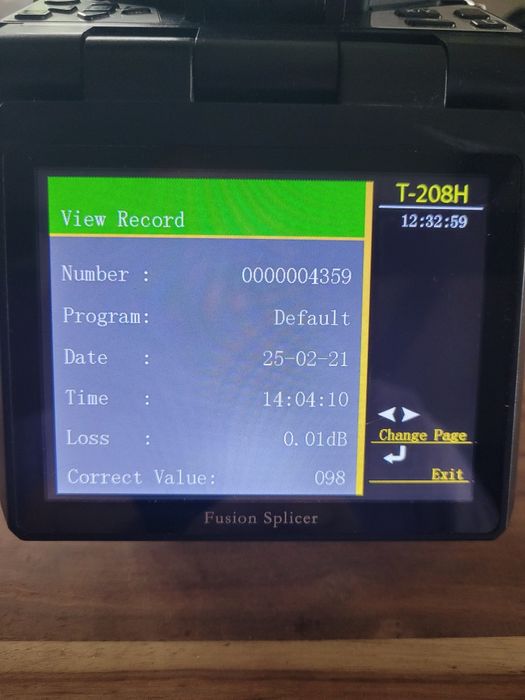 View Record
Number : 0000004359
Program: Default
Date : 25-02-21
Time : 14:04:10
Loss : 0.01dB
Correct Value: 098
T-208H
12:32:59
Change Page
Exit
Fusion Splicer